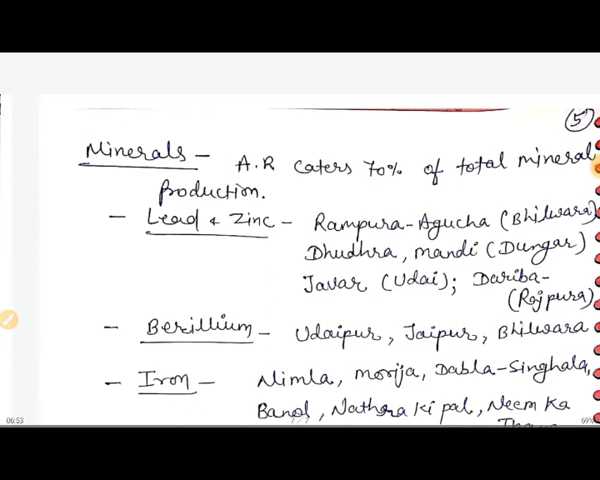 5
Minerals - A.R caters 70% of total mineral
production.
- Lead & Zinc - Rampura-Agucha (Bhilwara)
Dhudhra, mandi (Dungar)
Javar (Udai); Dariba-
(Rajpura)
- Berillium - Udaipur, Jaipur, Bhilwara
- Iron - Nimla, morija, Dabla-Singhala,
Banol, Nathara ki pal, Neem Ka
06:53